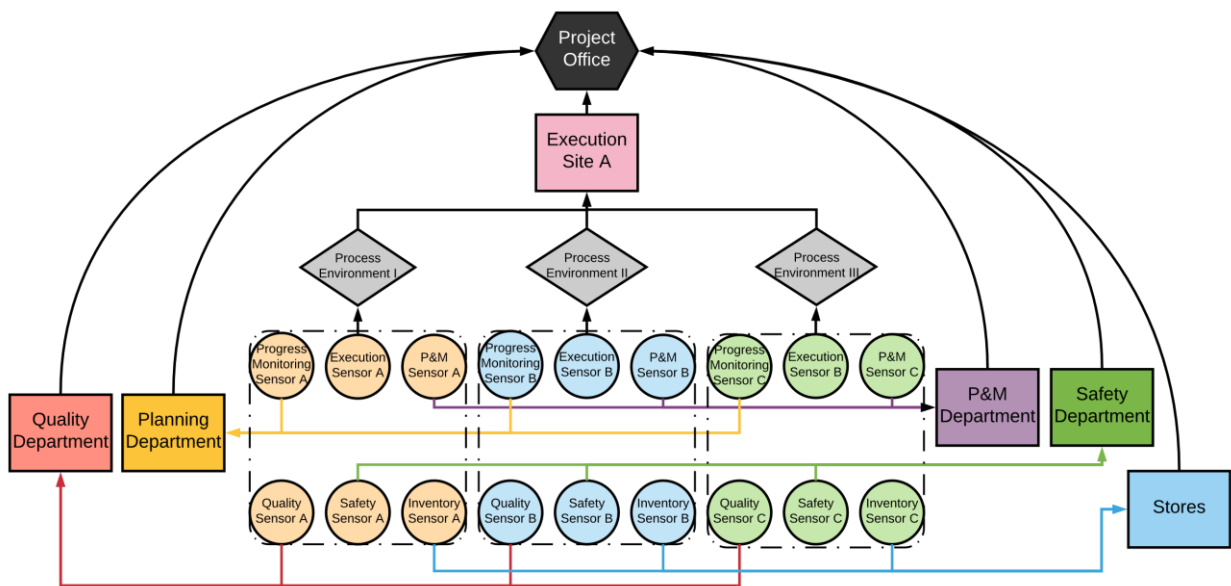 Project
Office
Execution
Site A
Process
Environment I
Process
Environment II
Process
Environment III
Progress
Monitoring
Sensor A
Execution
Sensor A
P&M
Sensor A
Progress
Monitoring
Sensor B
Execution
Sensor B
P&M
Sensor B
Progress
Monitoring
Sensor C
Execution
Sensor B
P&M
Sensor C
Quality
Department
Planning
Department
P&M
Department
Safety
Department
Quality
Sensor A
Safety
Sensor A
Inventory
Sensor A
Quality
Sensor B
Safety
Sensor B
Inventory
Sensor B
Quality
Sensor C
Safety
Sensor C
Inventory
Sensor C
Stores